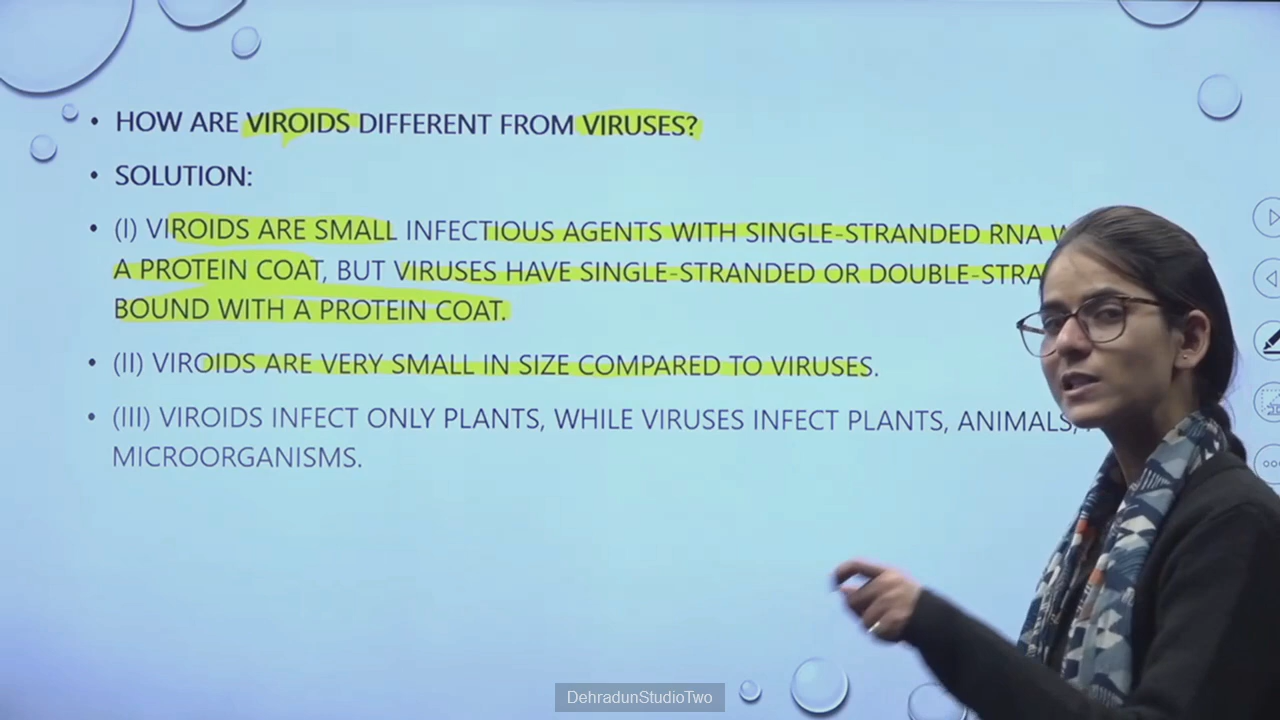 • HOW ARE VIROIDS DIFFERENT FROM VIRUSES?
• SOLUTION:
• (I) VIROIDS ARE SMALL INFECTIOUS AGENTS WITH SINGLE-STRANDED RNA
A PROTEIN COAT, BUT VIRUSES HAVE SINGLE-STRANDED OR DOUBLE-STRA
BOUND WITH A PROTEIN COAT.
• (II) VIROIDS ARE VERY SMALL IN SIZE COMPARED TO VIRUSES.
• (III) VIROIDS INFECT ONLY PLANTS, WHILE VIRUSES INFECT PLANTS, ANIMALS,
MICROORGANISMS.
DehradunStudioTwo